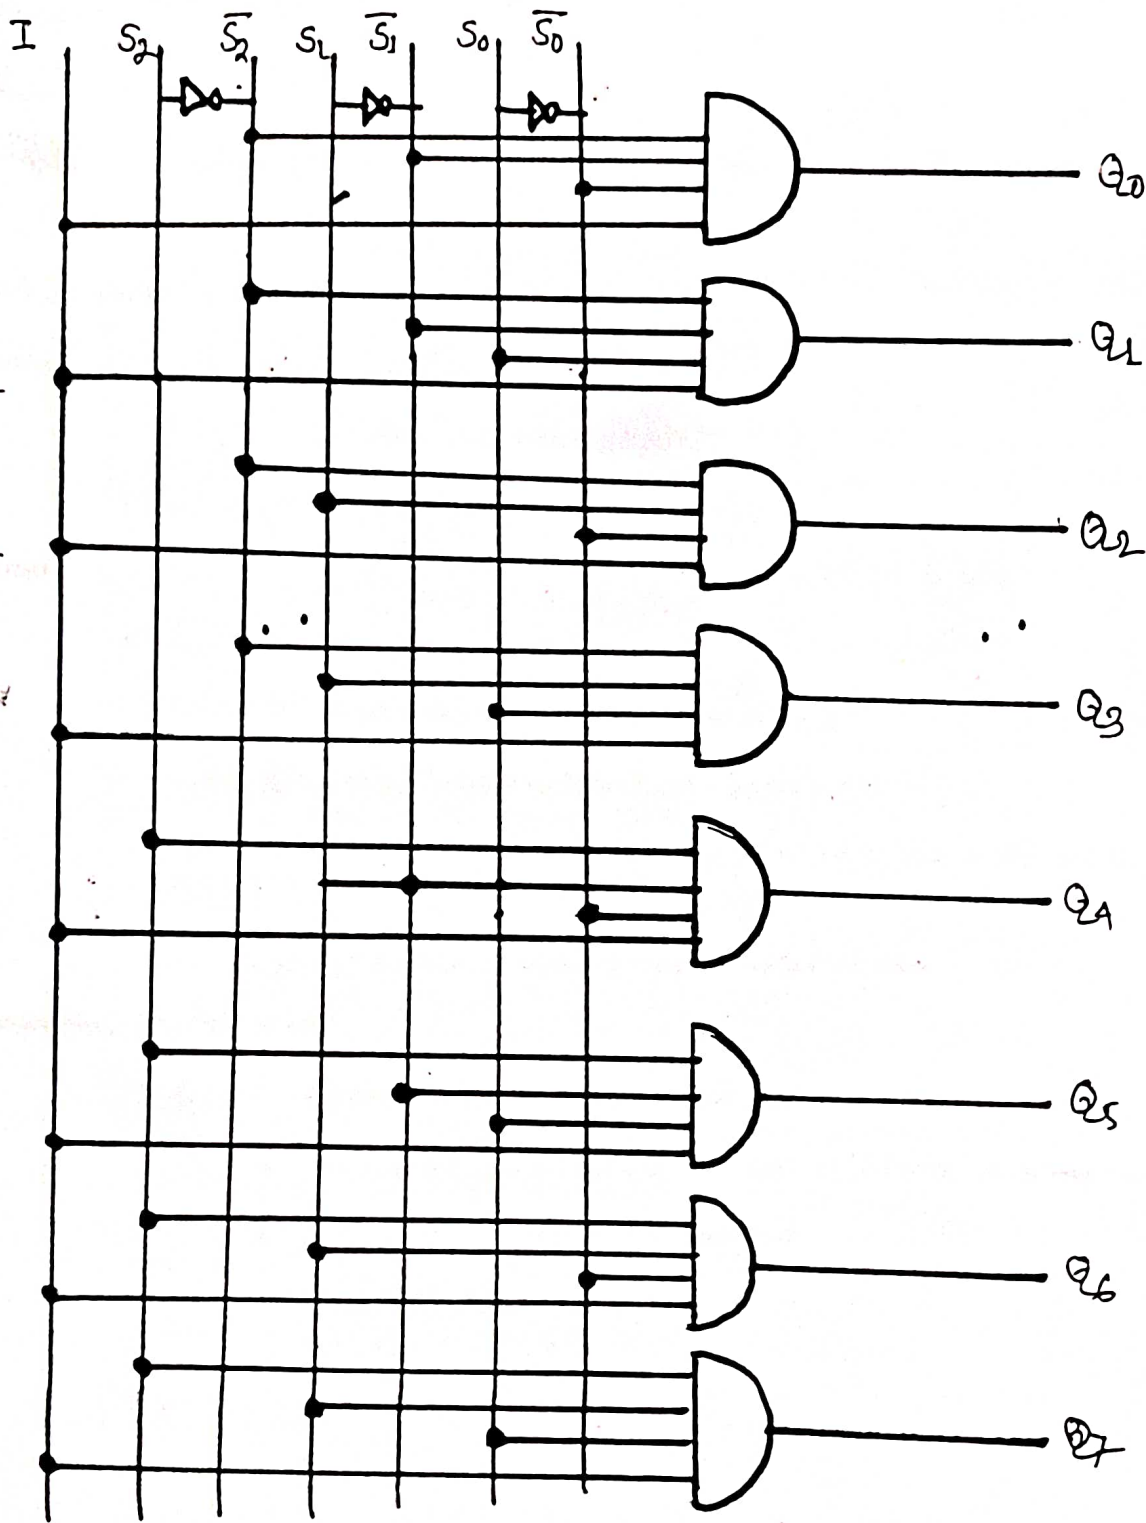 I S₂ S̅₂ S₁ S̅₁ S₀ S̅₀
Q₀
Q₁
Q₂
Q₃
Q₄
Q₅
Q₆
Q₇